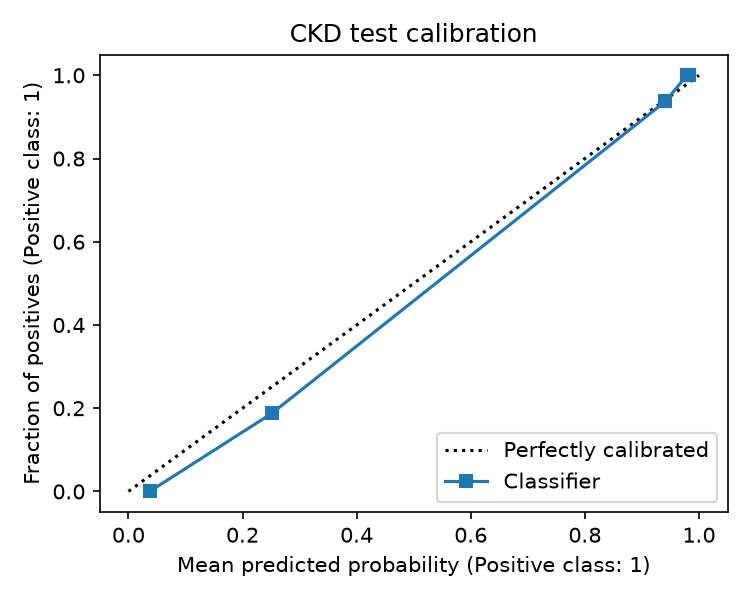 CKD test calibration
Fraction of positives (Positive class: 1)
1.0
0.8
0.6
0.4
0.2
0.0
Perfectly calibrated
Classifier
0.0 0.2 0.4 0.6 0.8 1.0
Mean predicted probability (Positive class: 1)